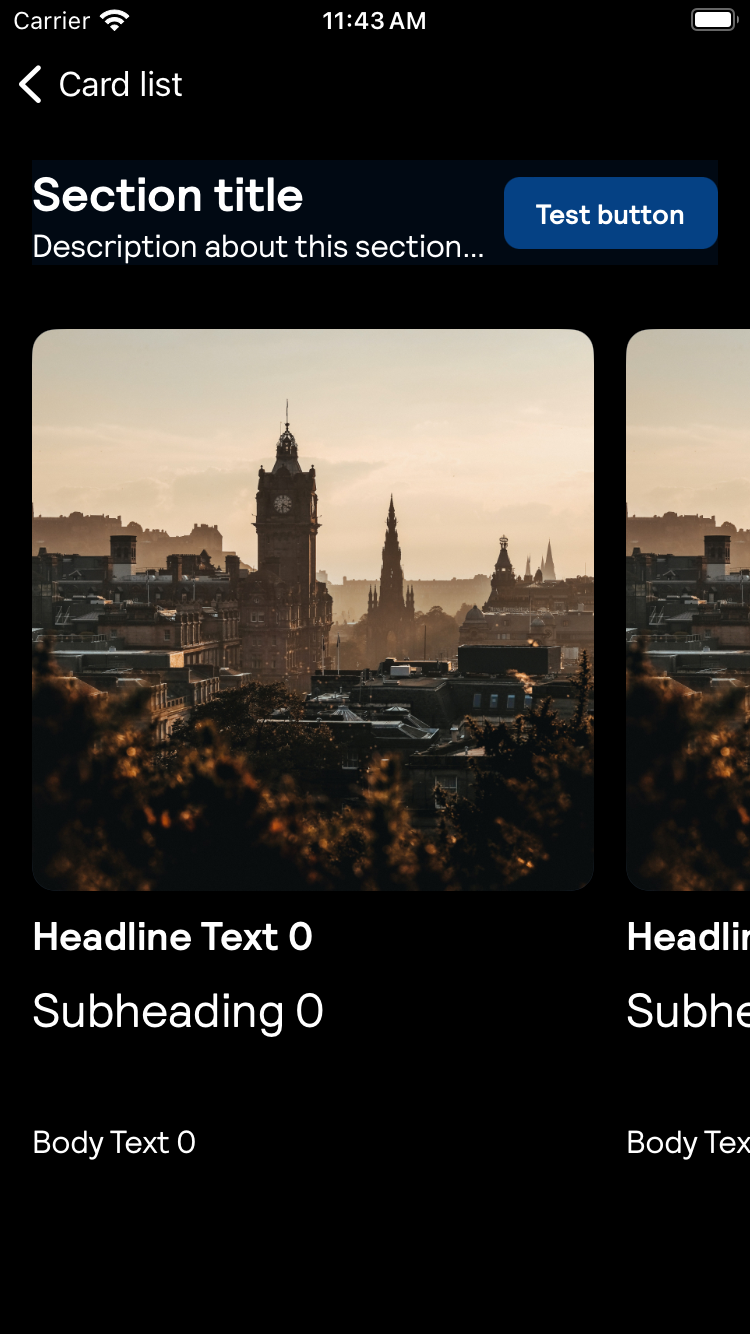 Carrier 11:43 AM
Card list
Section title
Description about this section...
Test button
Headline Text 0
Subheading 0
Body Text 0
Headlin
Subhe
Body Tex